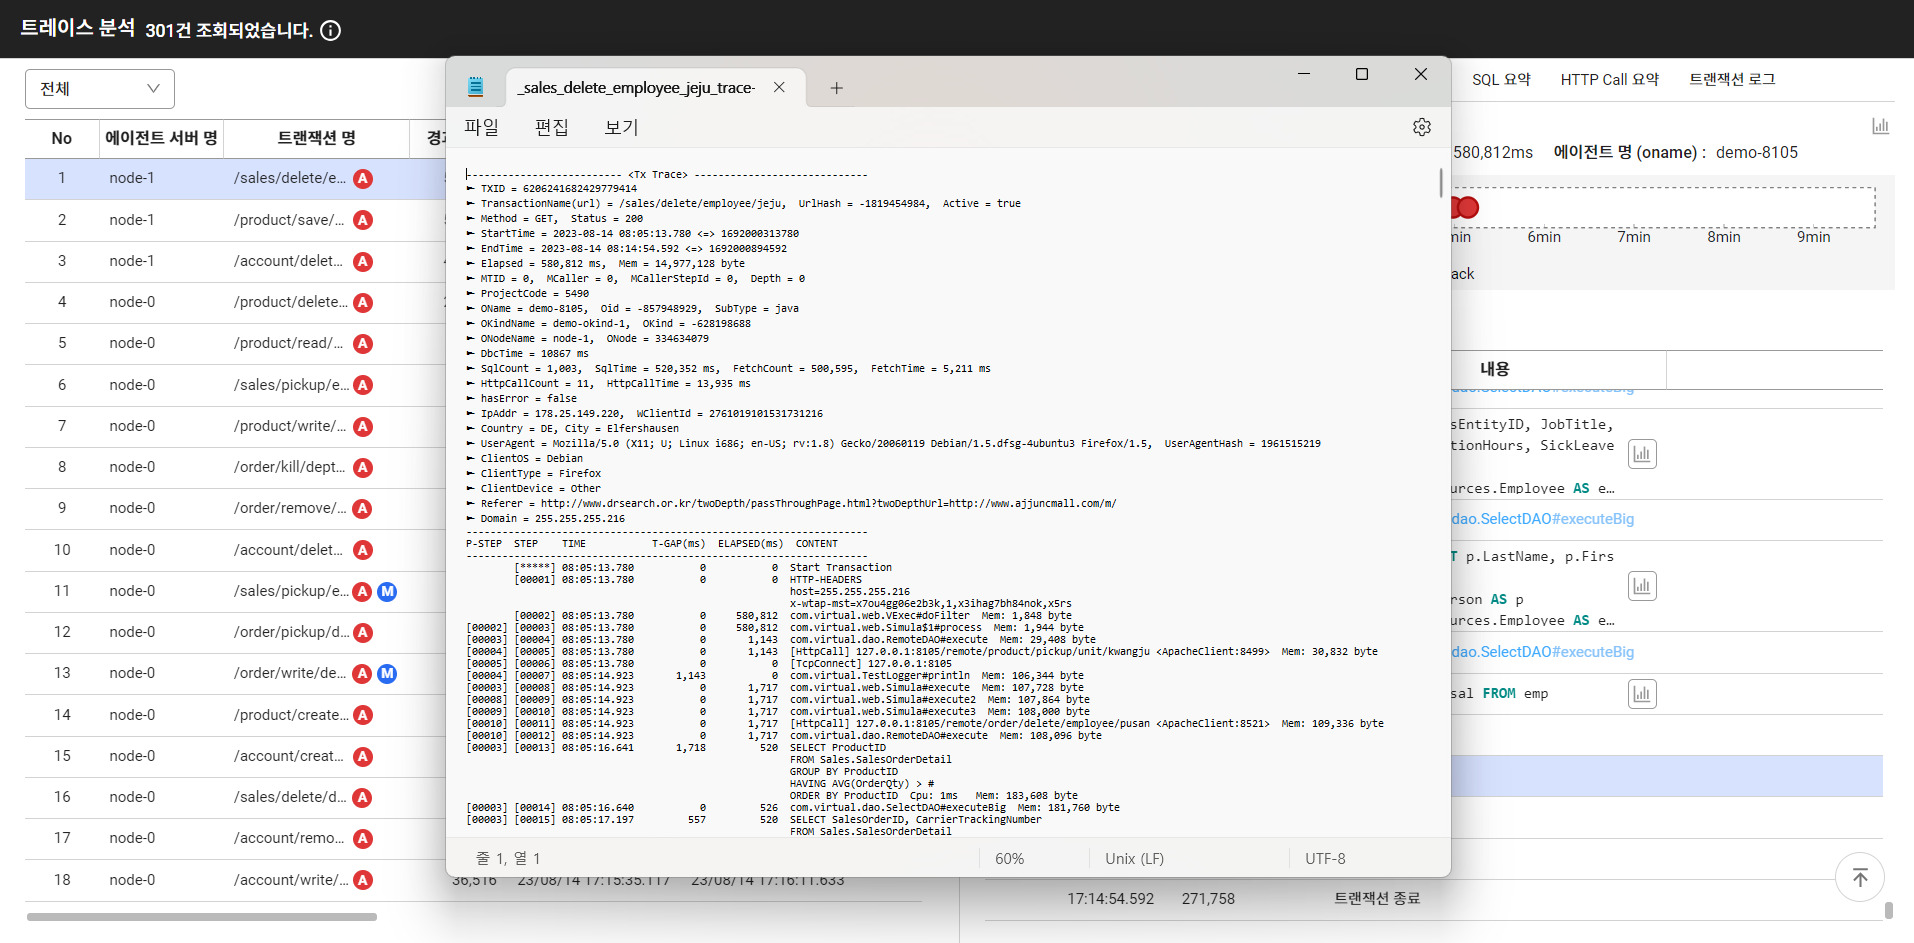 트레이스 분석 301건 조회되었습니다.
전체
No 에이전트 서버 명 트랜잭션 명
1 node-1 /sales/delete/e... A
2 node-1 /product/save/... A
3 node-1 /account/delet... A
4 node-0 /product/delete... A
5 node-0 /product/read/... A
6 node-0 /sales/pickup/e... A
7 node-0 /product/write/... A
8 node-0 /order/kill/dept... A
9 node-0 /order/remove/... A
10 node-0 /account/delet... A
11 node-0 /sales/pickup/e... A M
12 node-0 /order/pickup/d... A
13 node-0 /order/write/de... A M
14 node-0 /product/create... A
15 node-0 /account/creat... A
16 node-0 /sales/delete/d... A
17 node-0 /account/remo... A
18 node-0 /account/write/... A 36,516 23/08/14 17:15:35.117 23/08/14 17:16:11.633
_sales_delete_employee_jeju_trace-
파일 편집 보기
-------------------------- <Tx Trace> -----------------------------
► TXID = 6206241682429779414
► TransactionName(url) = /sales/delete/employee/jeju, UrlHash = -1819454984, Active = true
► Method = GET, Status = 200
► StartTime = 2023-08-14 08:05:13.780 <=> 1692000313780
► EndTime = 2023-08-14 08:14:54.592 <=> 1692000894592
► Elapsed = 580,812 ms, Mem = 14,977,128 byte
► MTID = 0, MCaller = 0, MCallerStepId = 0, Depth = 0
► ProjectCode = 5490
► OName = demo-8105, Oid = -857948929, SubType = java
► OKindName = demo-okind-1, OKind = -628198688
► ONodeName = node-1, ONode = 334634079
► DbcTime = 10867 ms
► SqlCount = 1,003, SqlTime = 520,352 ms, FetchCount = 500,595, FetchTime = 5,211 ms
► HttpCallCount = 11, HttpCallTime = 13,935 ms
► hasError = false
► IpAddr = 178.25.149.220, WClientId = 2761019101531731216
► Country = DE, City = Elfershausen
► UserAgent = Mozilla/5.0 (X11; U; Linux i686; en-US; rv:1.8) Gecko/20060119 Debian/1.5.dfsg-4ubuntu3 Firefox/1.5, UserAgentHash = 1961515219
► ClientOS = Debian
► ClientType = Firefox
► ClientDevice = Other
► Referer = http://www.drsearch.or.kr/twoDepth/passThroughPage.html?twoDepthUrl=http://www.ajjuncmall.com/m/
► Domain = 255.255.255.216
-------------------------------------------------------------------
P-STEP STEP TIME T-GAP(ms) ELAPSED(ms) CONTENT
-------------------------------------------------------------------
[*****] 08:05:13.780 0 0 Start Transaction
[00001] 08:05:13.780 0 0 HTTP-HEADERS
host=255.255.255.216
x-wtap-mst=x7ou4gg06e2b3k,1,x3ihag7bh84nok,x5rs
[00002] 08:05:13.780 0 580,812 com.virtual.web.VExec#doFilter Mem: 1,848 byte
[00002] [00003] 08:05:13.780 0 580,812 com.virtual.web.Simula$1#process Mem: 1,944 byte
[00003] [00004] 08:05:13.780 0 1,143 com.virtual.dao.RemoteDAO#execute Mem: 29,408 byte
[00004] [00005] 08:05:13.780 0 1,143 [HttpCall] 127.0.0.1:8105/remote/product/pickup/unit/kwangju <ApacheClient:8499> Mem: 30,832 byte
[00005] [00006] 08:05:13.780 0 0 [TcpConnect] 127.0.0.1:8105
[00004] [00007] 08:05:14.923 1,143 0 com.virtual.TestLogger#println Mem: 106,344 byte
[00003] [00008] 08:05:14.923 0 1,717 com.virtual.web.Simula#execute Mem: 107,728 byte
[00008] [00009] 08:05:14.923 0 1,717 com.virtual.web.Simula#execute2 Mem: 107,864 byte
[00009] [00010] 08:05:14.923 0 1,717 com.virtual.web.Simula#execute3 Mem: 108,000 byte
[00010] [00011] 08:05:14.923 0 1,717 [HttpCall] 127.0.0.1:8105/remote/order/delete/employee/pusan <ApacheClient:8521> Mem: 109,336 byte
[00010] [00012] 08:05:14.923 0 1,717 com.virtual.dao.RemoteDAO#execute Mem: 108,096 byte
[00003] [00013] 08:05:16.641 1,718 520 SELECT ProductID
FROM Sales.SalesOrderDetail
GROUP BY ProductID
HAVING AVG(OrderQty) > #
ORDER BY ProductID Cpu: 1ms Mem: 183,608 byte
[00003] [00014] 08:05:16.640 0 526 com.virtual.dao.SelectDAO#executeBig Mem: 181,760 byte
[00003] [00015] 08:05:17.197 557 520 SELECT SalesOrderID, CarrierTrackingNumber
FROM Sales.SalesOrderDetail
줄 1, 열 1 60% Unix (LF) UTF-8
SQL 요약 HTTP Call 요약 트랜잭션 로그
580,812ms 에이전트 명 (oname) : demo-8105
min 6min 7min 8min 9min
ack
내용
sEntityID, JobTitle,
tionHours, SickLeave
urces.Employee AS e...
dao.SelectDAO#executeBig
T p.LastName, p.Firs
rson AS p
urces.Employee AS e...
dao.SelectDAO#executeBig
sal FROM emp
17:14:54.592 271,758 트랜잭션 종료